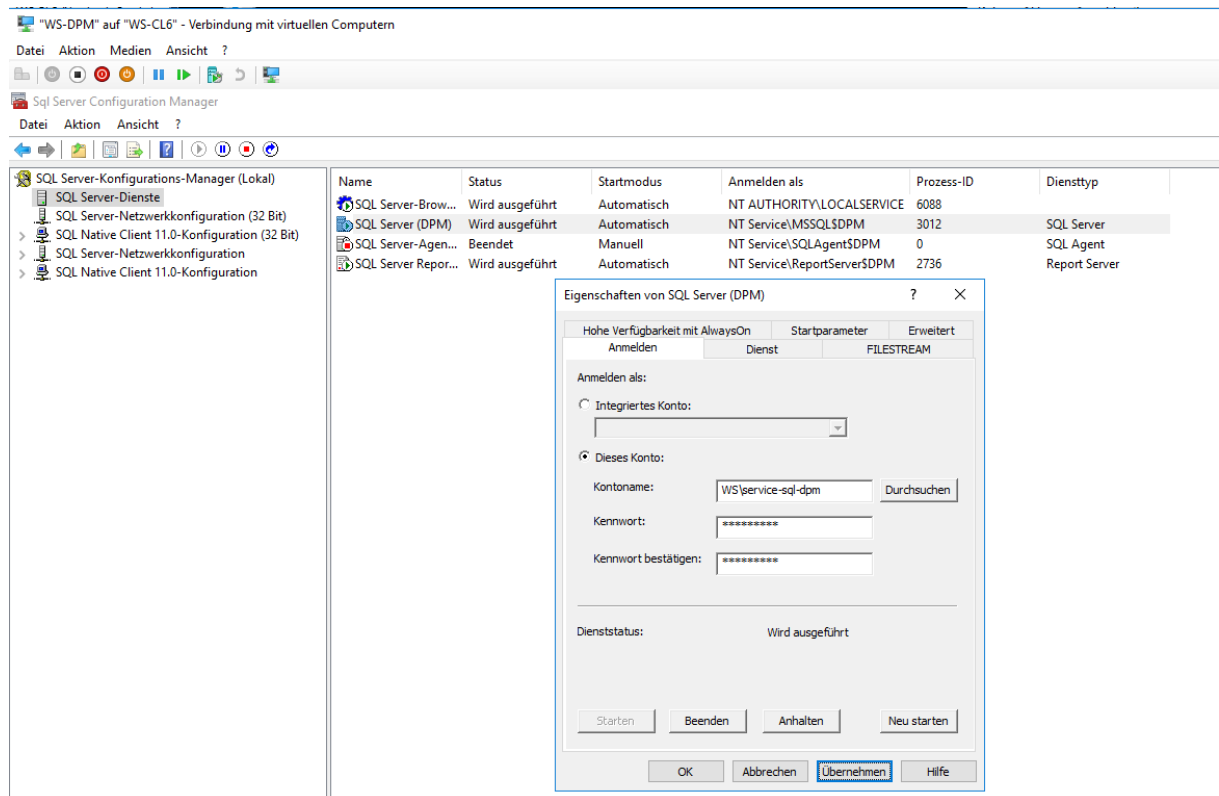 "WS-DPM" auf "WS-CL6" - Verbindung mit virtuellen Computern
Datei Aktion Medien Ansicht ?
Sql Server Configuration Manager
Datei Aktion Ansicht ?
SQL Server-Konfigurations-Manager (Lokal)
SQL Server-Dienste
SQL Server-Netzwerkkonfiguration (32 Bit)
SQL Native Client 11.0-Konfiguration (32 Bit)
SQL Server-Netzwerkkonfiguration
SQL Native Client 11.0-Konfiguration
Name Status Startmodus Anmelden als Prozess-ID Diensttyp
SQL Server-Brow... Wird ausgeführt Automatisch NT AUTHORITY\LOCALSERVICE 6088
SQL Server (DPM) Wird ausgeführt Automatisch NT Service\MSSQL$DPM 3012 SQL Server
SQL Server-Agen... Beendet Manuell NT Service\SQLAgent$DPM 0 SQL Agent
SQL Server Repor... Wird ausgeführt Automatisch NT Service\ReportServer$DPM 2736 Report Server
Eigenschaften von SQL Server (DPM) ?
Hohe Verfügbarkeit mit AlwaysOn Startparameter Erweitert
Anmelden Dienst FILESTREAM
Anmelden als:
Integriertes Konto:
Dieses Konto:
Kontoname: WS\service-sql-dpm Durchsuchen
Kennwort: *********
Kennwort bestätigen: *********
Dienststatus: Wird ausgeführt
Starten Beenden Anhalten Neu starten
OK Abbrechen Übernehmen Hilfe